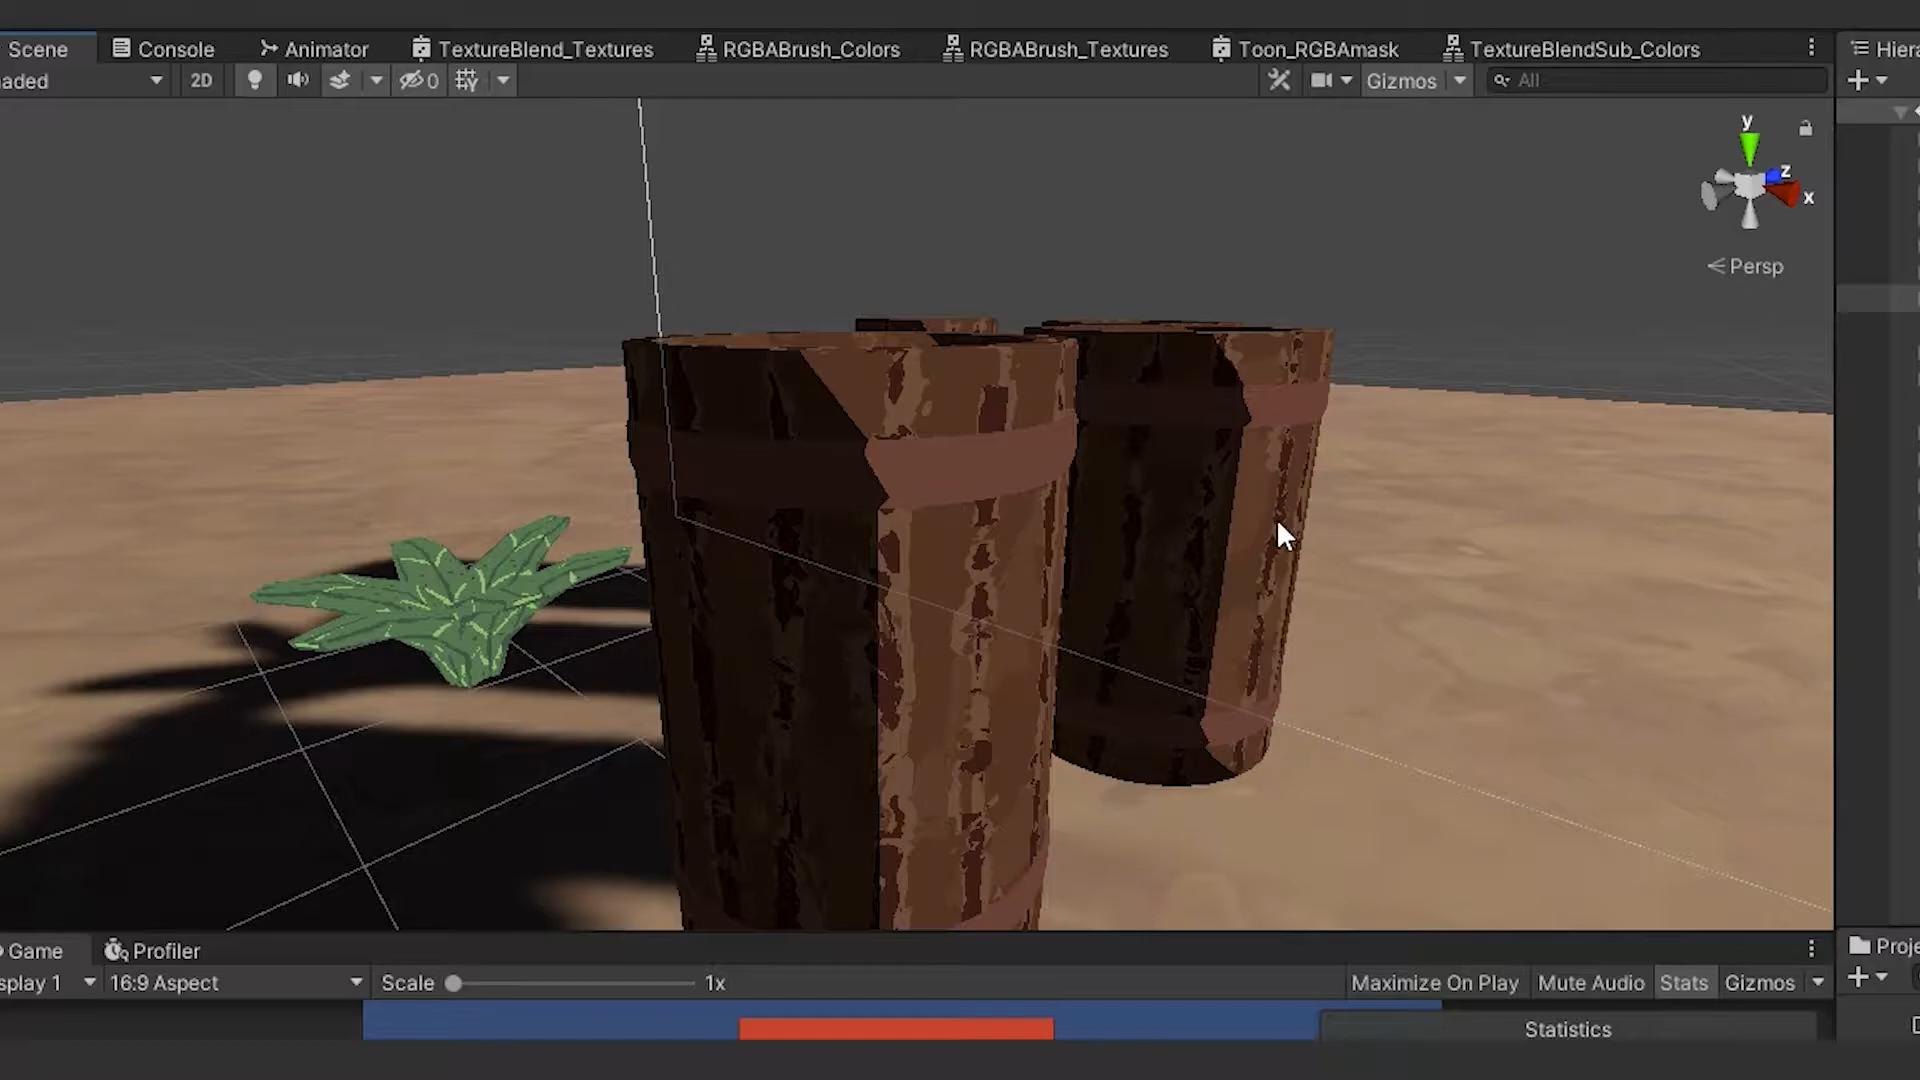 Scene Console Animator TextureBlend_Textures RGBABrush_Colors RGBABrush_Textures Toon_RGBAmask TextureBlendSub_Colors Hiera
aded 2D 0 Gizmos All
y
z
x
Persp
Game Profiler Proje
splay 1 16:9 Aspect Scale 1x Maximize On Play Mute Audio Stats Gizmos
Statistics